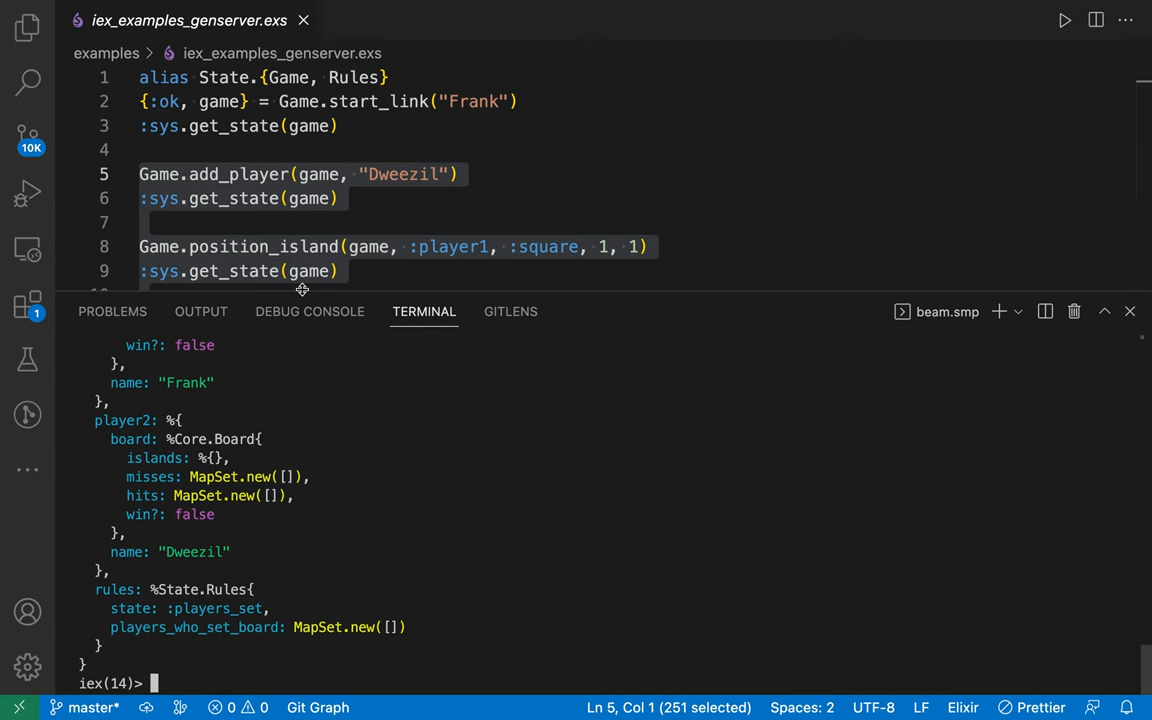 iex_examples_genserver.exs
examples > iex_examples_genserver.exs
1 alias State.{Game, Rules}
2 {:ok, game} = Game.start_link("Frank")
3 :sys.get_state(game)
4
5 Game.add_player(game, "Dweezil")
6 :sys.get_state(game)
7
8 Game.position_island(game, :player1, :square, 1, 1)
9 :sys.get_state(game)
10K
1
PROBLEMS OUTPUT DEBUG CONSOLE TERMINAL GITLENS beam.smp
win?: false
},
name: "Frank"
},
player2: %{
board: %Core.Board{
islands: %{},
misses: MapSet.new([]),
hits: MapSet.new([]),
win?: false
},
name: "Dweezil"
},
rules: %State.Rules{
state: :players_set,
players_who_set_board: MapSet.new([])
}
}
iex(14)>
master* 0 0 Git Graph Ln 5, Col 1 (251 selected) Spaces: 2 UTF-8 LF Elixir Prettier